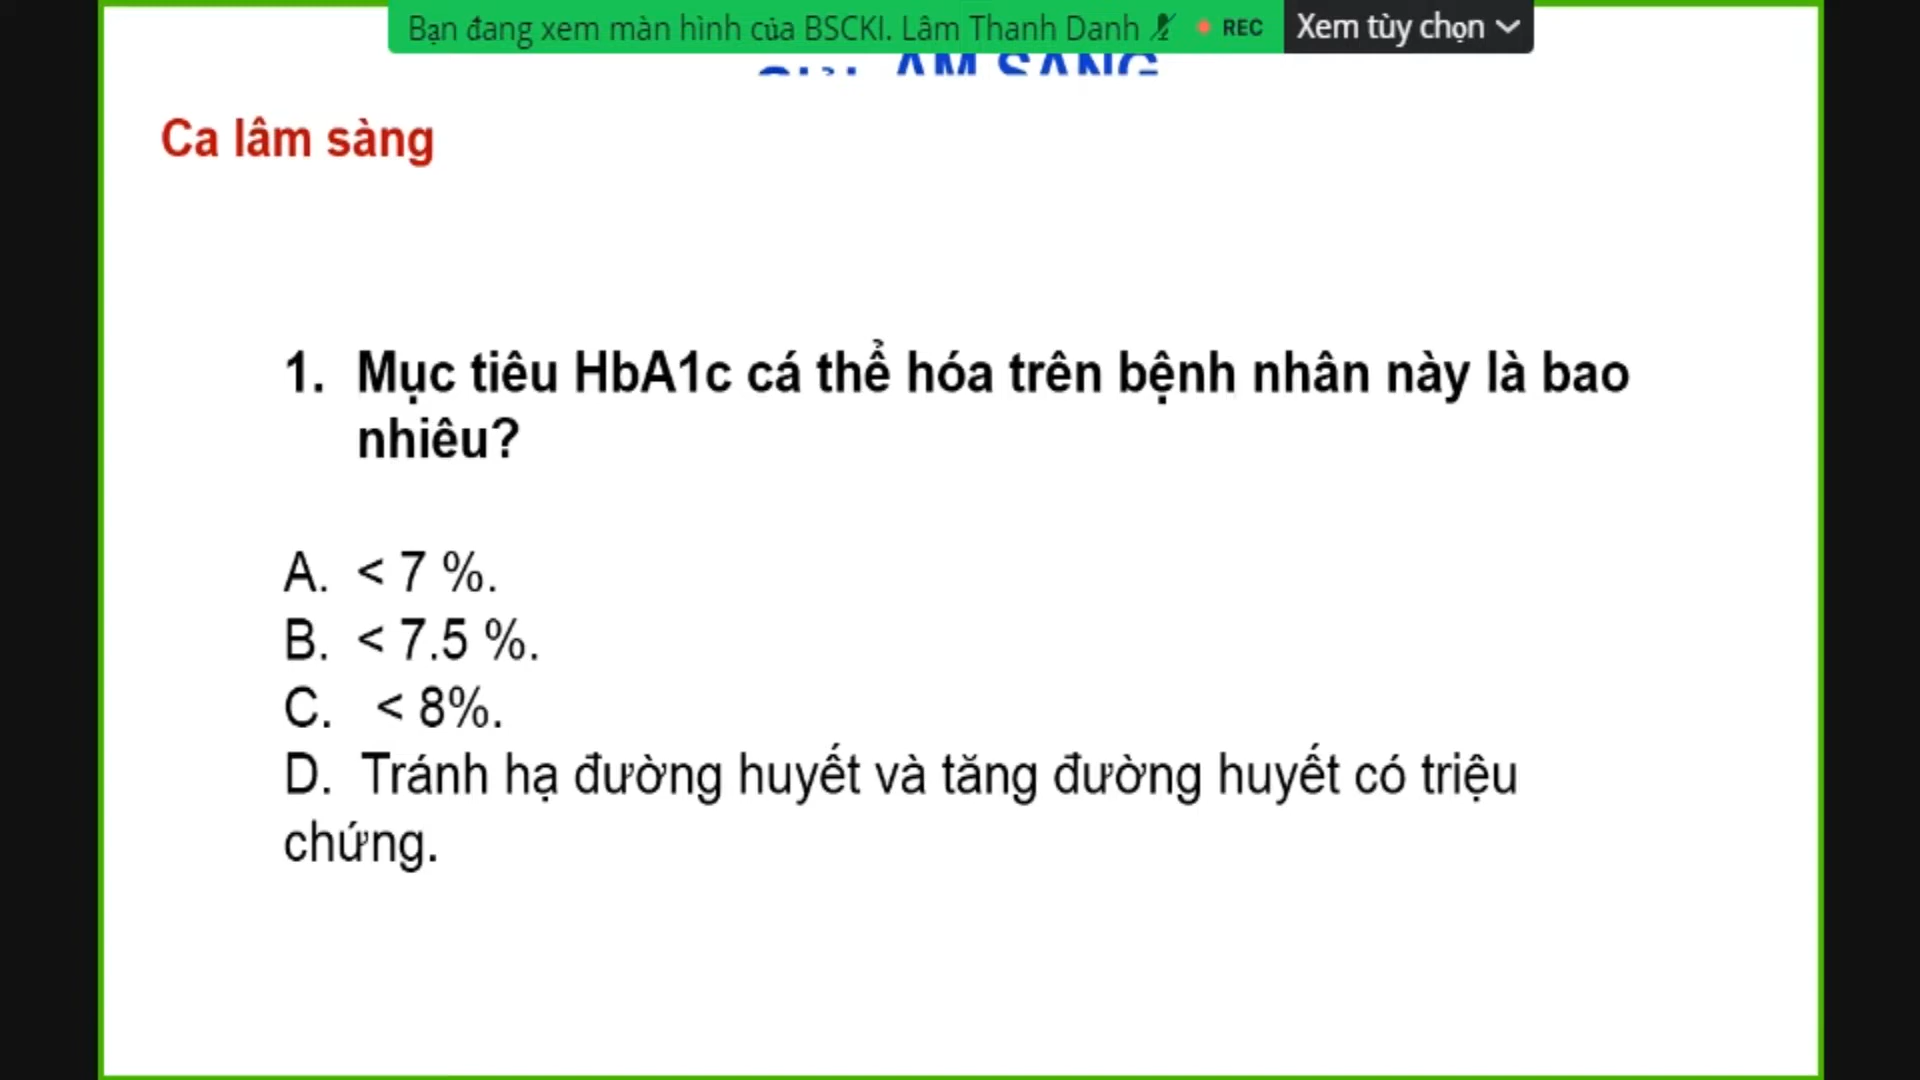 Bạn đang xem màn hình của BSCKI. Lâm Thanh Danh REC Xem tùy chọn
Ca lâm sàng
1. Mục tiêu HbA1c cá thể hóa trên bệnh nhân này là bao
nhiêu?
A. < 7 %.
B. < 7.5 %.
C. < 8%.
D. Tránh hạ đường huyết và tăng đường huyết có triệu
chứng.